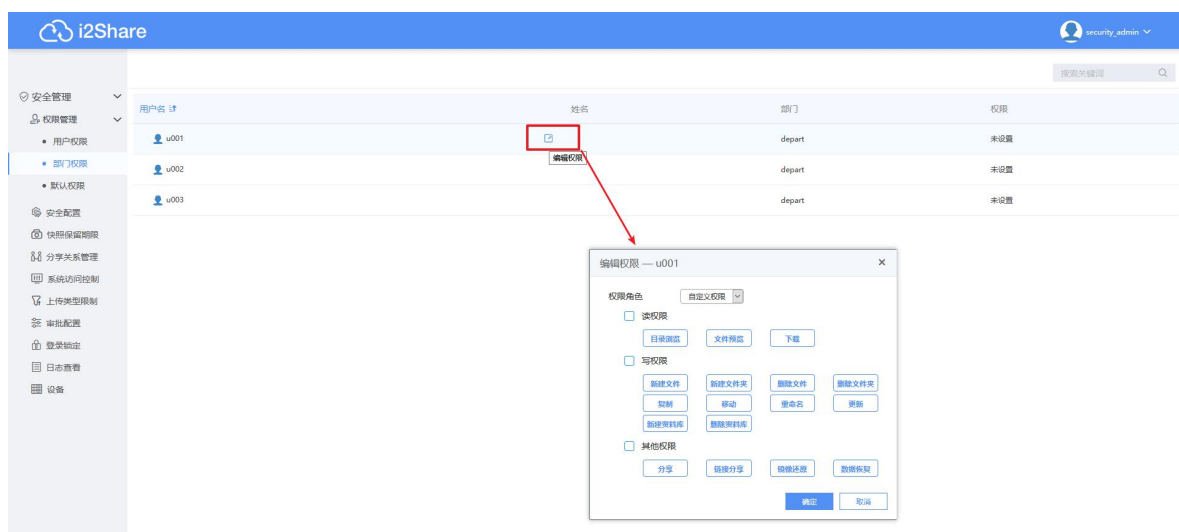 i2Share
security_admin
搜索关键词
安全管理
用户名 姓名 部门 权限
权限管理
用户权限
u001 depart 未设置
编辑权限
部门权限
u002 depart 未设置
默认权限
u003 depart 未设置
安全配置
快照保留期限
分享关系管理
系统访问控制
上传类型限制
审批配置
登录锁定
日志查看
设备
编辑权限 — u001 ×
权限角色 自定义权限
读权限
目录浏览 文件预览 下载
写权限
新建文件 新建文件夹 删除文件 删除文件夹
复制 移动 重命名 更新
新建资料库 删除资料库
其他权限
分享 链接分享 镜像还原 数据恢复
确定 取消